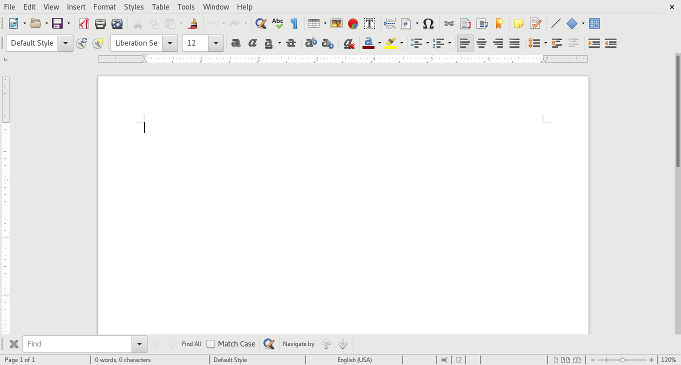 File Edit View Insert Format Styles Table Tools Window Help
Default Style Liberation Se 12
Find Find All Match Case Navigate by
Page 1 of 1 0 words, 0 characters Default Style English (USA) 120%